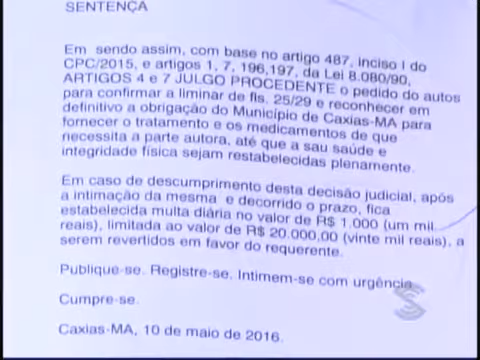 SENTENÇA
Em sendo assim, com base no artigo 487, inciso I do
CPC/2015, e artigos 1, 7, 196,197, da Lei 8.080/90,
ARTIGOS 4 e 7 JULGO PROCEDENTE o pedido do autos
para confirmar a liminar de fls. 25/29 e reconhecer em
definitivo a obrigação do Município de Caxias-MA para
fornecer o tratamento e os medicamentos de que
necessita a parte autora, até que a sau saúde e
integridade física sejam restabelecidas plenamente.
Em caso de descumprimento desta decisão judicial, após
a intimação da mesma e decorrido o prazo, fica
estabelecida multa diária no valor de R$ 1.000 (um mil
reais), limitada ao valor de R$ 20.000,00 (vinte mil reais), a
serem revertidos em favor do requerente.
Publique-se. Registre-se. Intimem-se com urgência
Cumpre-se.
Caxias-MA, 10 de maio de 2016.